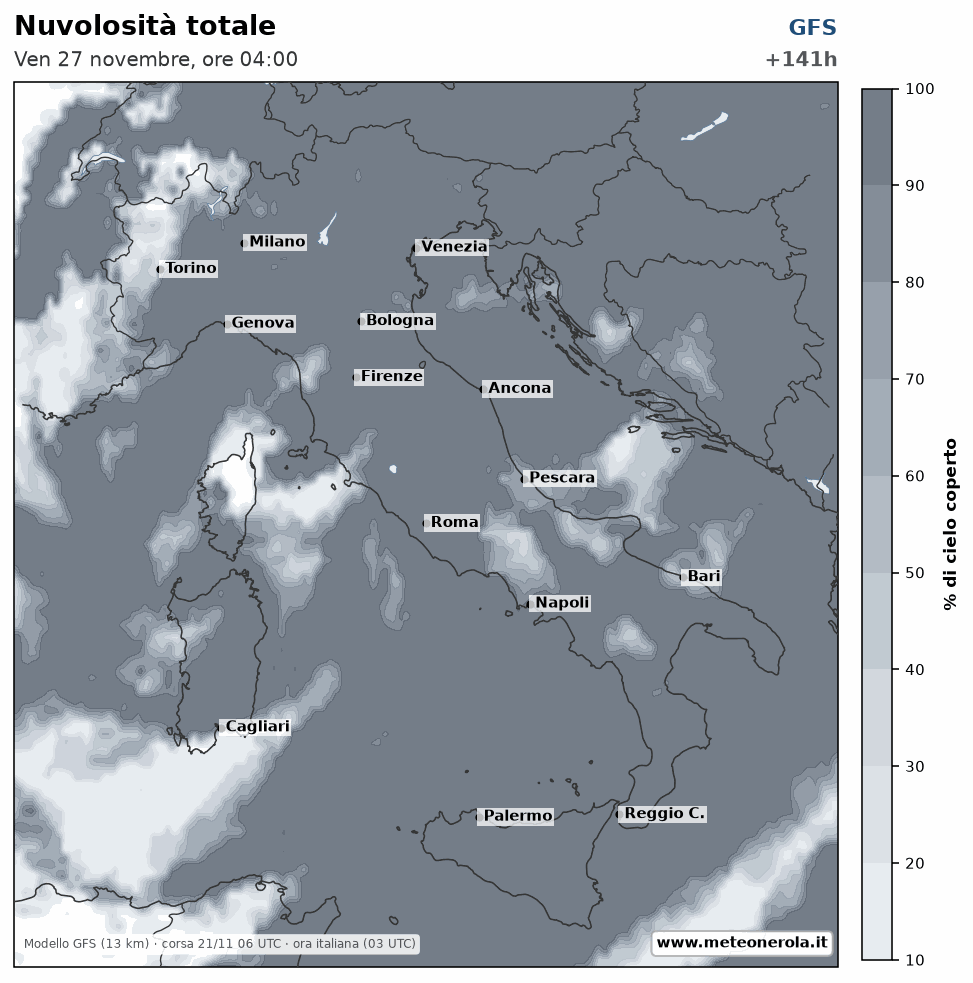 Nuvolosità totale
GFS
Ven 27 novembre, ore 04:00
+141h
100
90
80
70
60
50
40
30
20
10
% di cielo coperto
Milano
Venezia
Torino
Genova
Bologna
Firenze
Ancona
Pescara
Roma
Bari
Napoli
Cagliari
Palermo
Reggio C.
Modello GFS (13 km) · corsa 21/11 06 UTC · ora italiana (03 UTC)
www.meteonerola.it